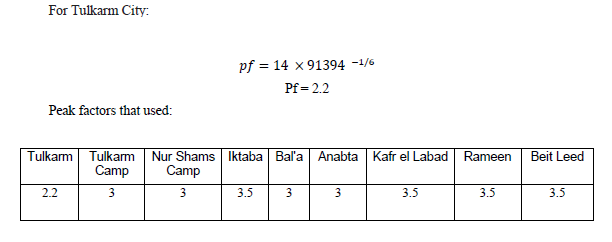 For Tulkarm City:
pf = 14 × 91394 ⁻¹/⁶
Pf = 2.2
Peak factors that used:
Tulkarm Tulkarm Camp Nur Shams Camp Iktaba Bal'a Anabta Kafr el Labad Rameen Beit Leed
2.2 3 3 3.5 3 3 3.5 3.5 3.5